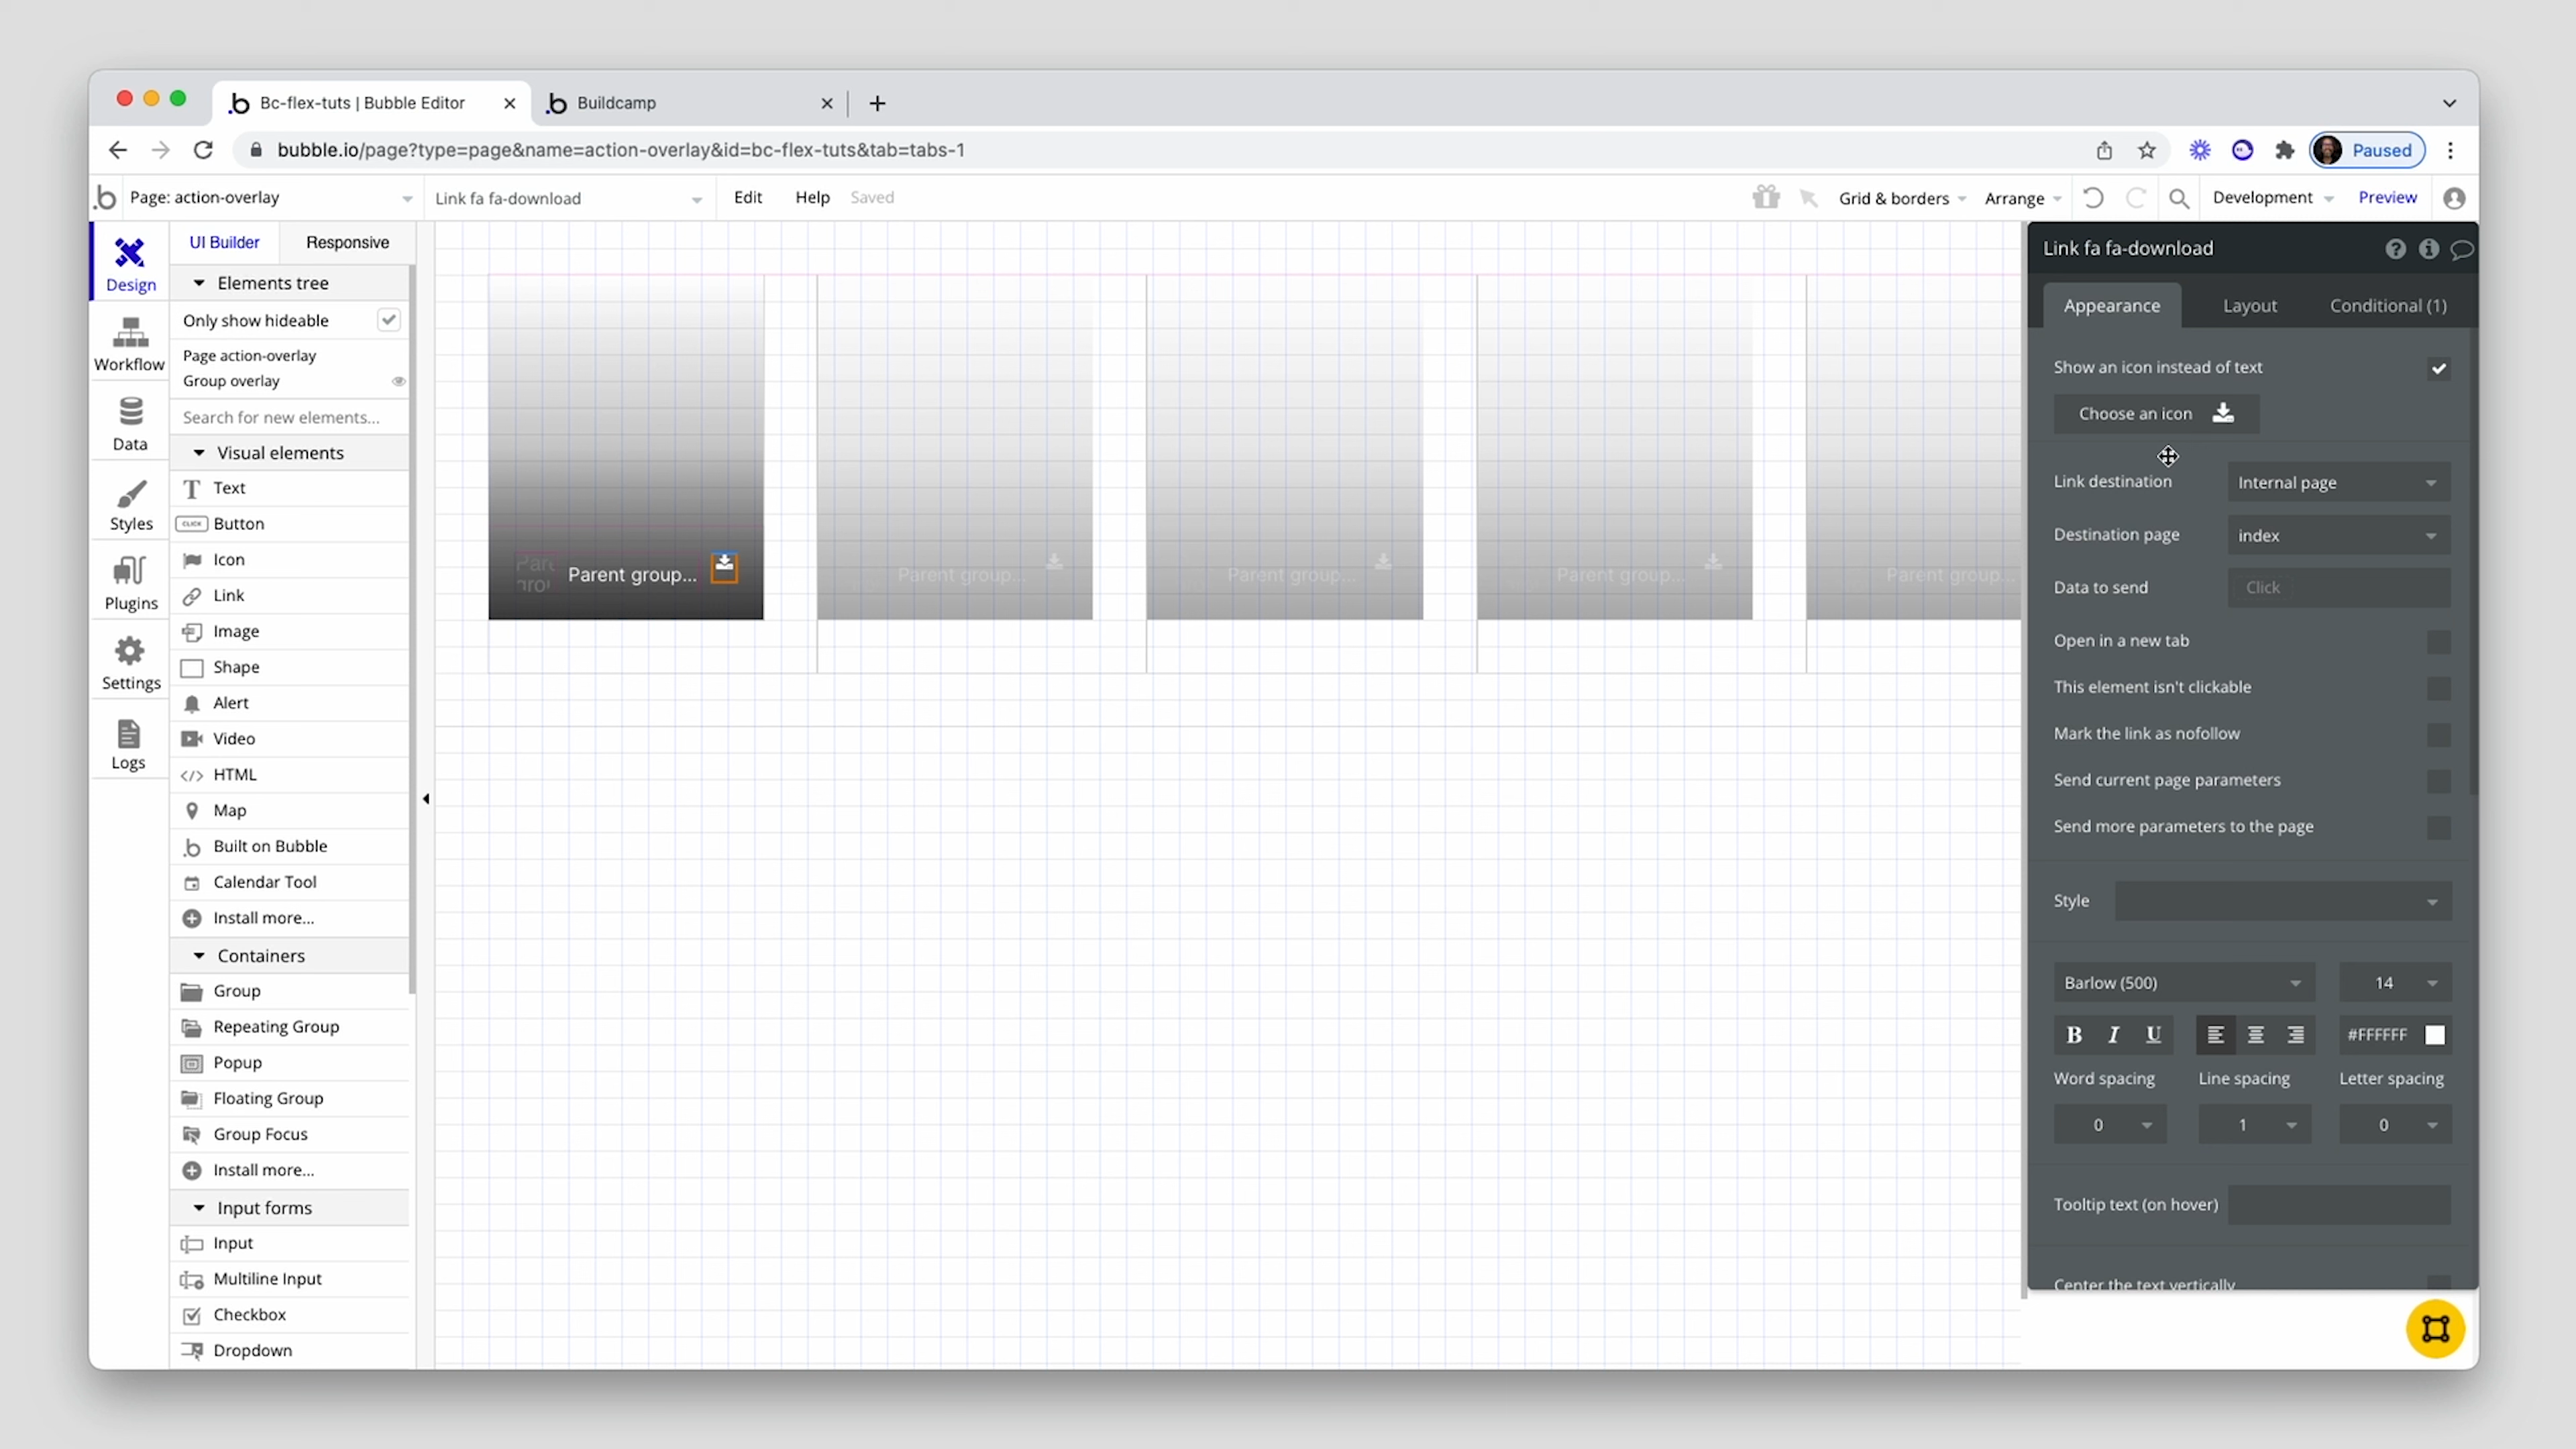 Bc-flex-tuts | Bubble Editor
Buildcamp
bubble.io/page?type=page&name=action-overlay&id=bc-flex-tuts&tab=tabs-1
Paused
Page: action-overlay
Link fa fa-download
Edit
Help
Saved
Grid & borders
Arrange
Development
Preview
Design
Workflow
Data
Styles
Plugins
Settings
Logs
UI Builder
Responsive
Elements tree
Only show hideable
Page action-overlay
Group overlay
Search for new elements...
Visual elements
Text
CLICK
Button
Icon
Link
Image
Shape
Alert
Video
HTML
Map
Built on Bubble
Calendar Tool
Install more...
Containers
Group
Repeating Group
Popup
Floating Group
Group Focus
Install more...
Input forms
Input
Multiline Input
Checkbox
Dropdown
Parent group...
Parent group...
Parent group...
Parent group...
Parent group...
Link fa fa-download
Appearance
Layout
Conditional (1)
Show an icon instead of text
Choose an icon
Link destination
Internal page
Destination page
index
Data to send
Click
Open in a new tab
This element isn't clickable
Mark the link as nofollow
Send current page parameters
Send more parameters to the page
Style
Barlow (500)
14
B I U
#FFFFFF
Word spacing
Line spacing
Letter spacing
0
1
0
Tooltip text (on hover)
Center the text vertically